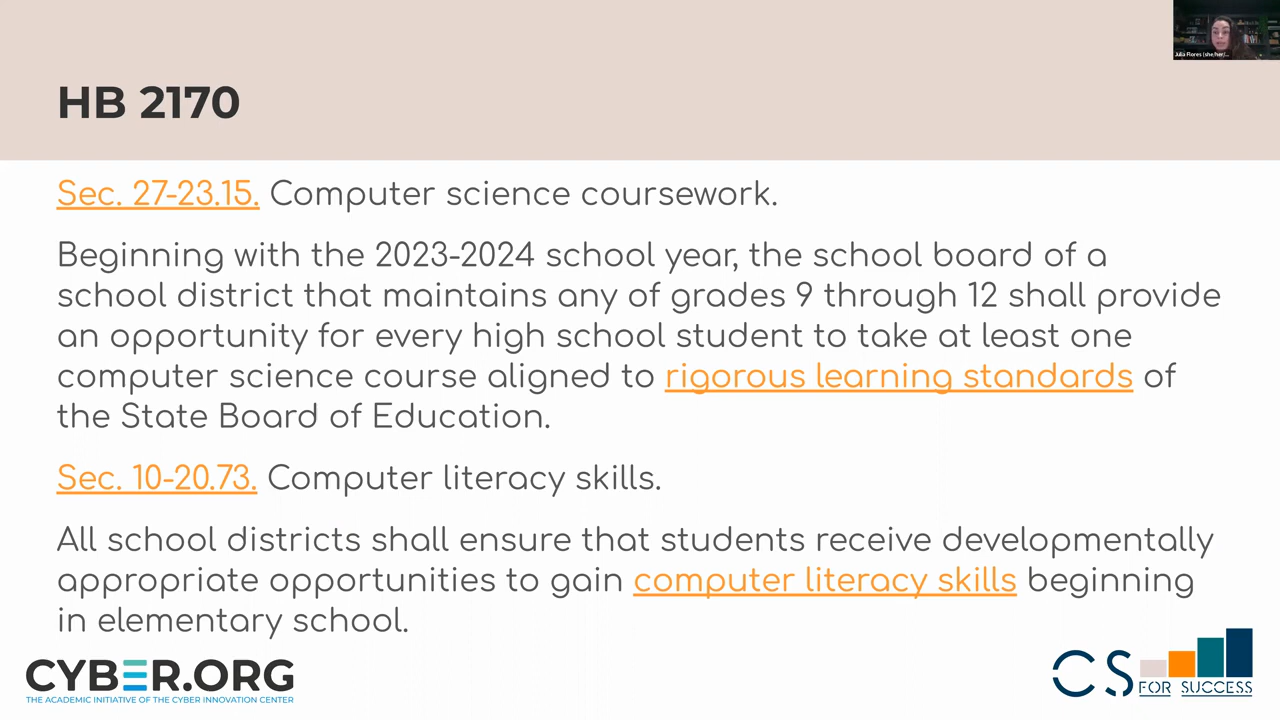 Julia Flores (she/her/...
HB 2170
Sec. 27-23.15. Computer science coursework.
Beginning with the 2023-2024 school year, the school board of a
school district that maintains any of grades 9 through 12 shall provide
an opportunity for every high school student to take at least one
computer science course aligned to rigorous learning standards of
the State Board of Education.
Sec. 10-20.73. Computer literacy skills.
All school districts shall ensure that students receive developmentally
appropriate opportunities to gain computer literacy skills beginning
in elementary school.
CYBER.ORG
THE ACADEMIC INITIATIVE OF THE CYBER INNOVATION CENTER
CS FOR SUCCESS